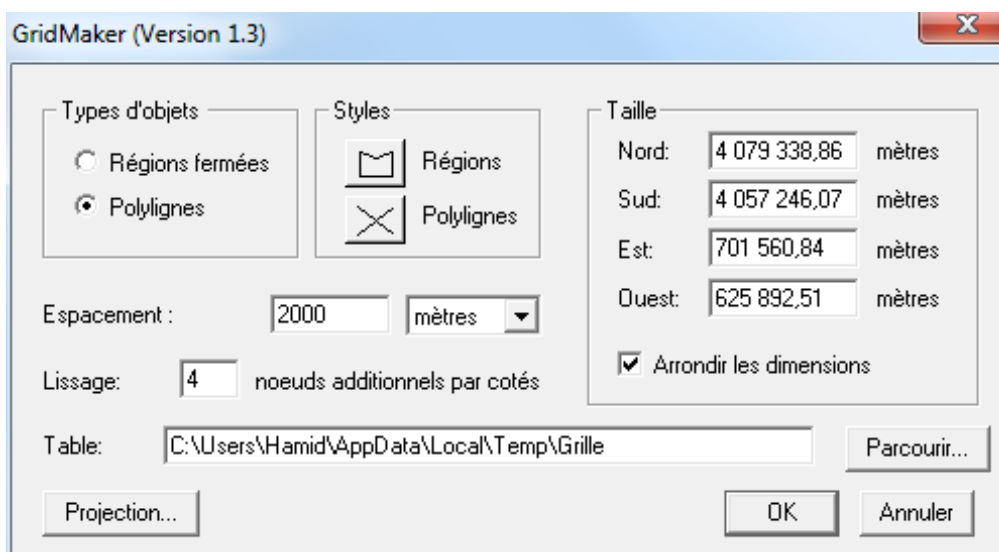 GridMaker (Version 1.3)
Types d'objets
Régions fermées
Polylignes
Styles
Régions
Polylignes
Taille
Nord: 4 079 338,86 mètres
Sud: 4 057 246,07 mètres
Est: 701 560,84 mètres
Ouest: 625 892,51 mètres
Arrondir les dimensions
Espacement : 2000 mètres
Lissage: 4 noeuds additionnels par cotés
Table: C:\Users\Hamid\AppData\Local\Temp\Grille Parcourir...
Projection... OK Annuler